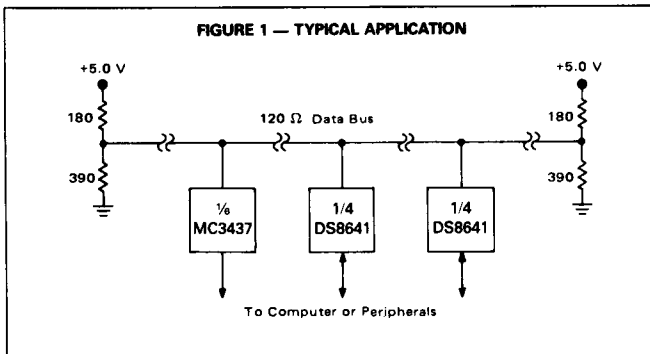 FIGURE 1 — TYPICAL APPLICATION
+5.0 V
+5.0 V
180
120 Ω Data Bus
180
390
390
⅙
MC3437
1/4
DS8641
1/4
DS8641
To Computer or Peripherals